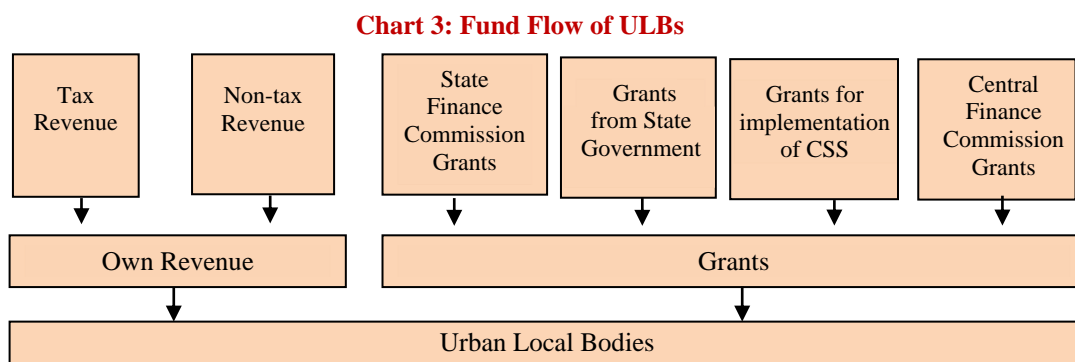 Chart 3: Fund Flow of ULBs
Tax
Revenue
Non-tax
Revenue
State
Finance
Commission
Grants
Grants
from State
Government
Grants for
implementation
of CSS
Central
Finance
Commission
Grants
Own Revenue
Grants
Urban Local Bodies